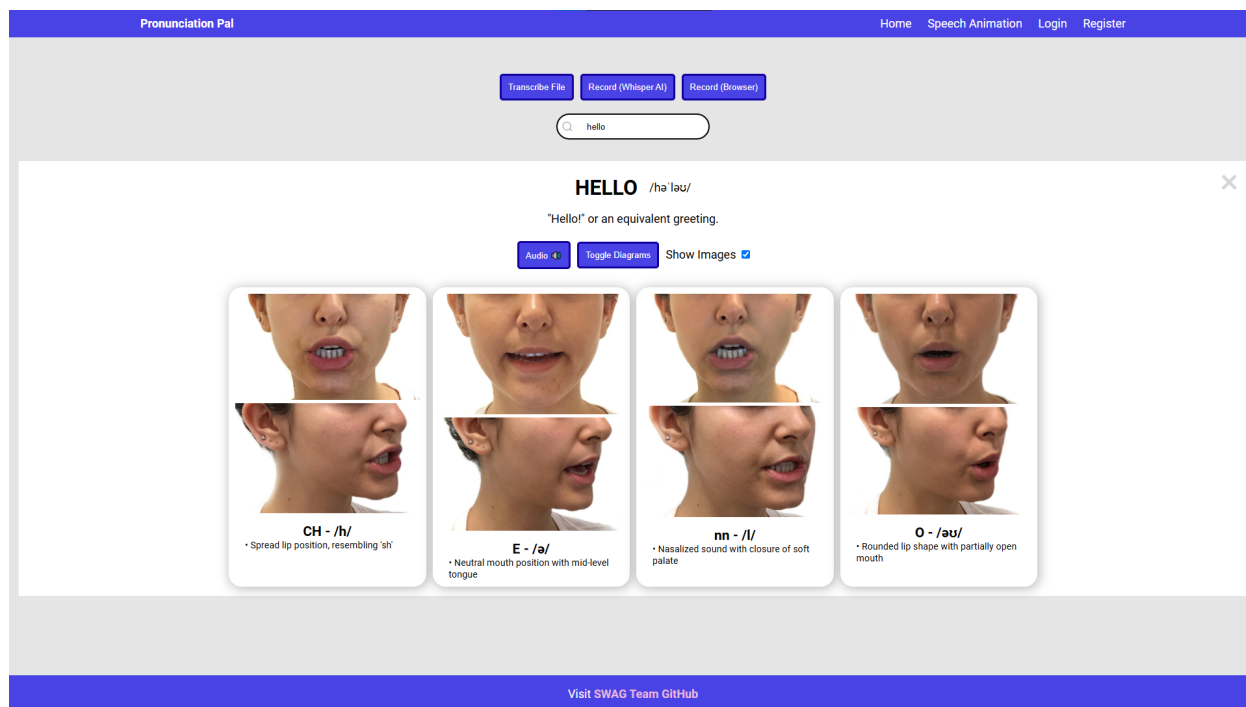 Pronunciation Pal
Home Speech Animation Login Register
Transcribe File Record (Whisper AI) Record (Browser)
hello
HELLO /həˈləʊ/
"Hello!" or an equivalent greeting.
Audio 🔊 Toggle Diagrams Show Images
CH - /h/
• Spread lip position, resembling 'sh'
E - /ə/
• Neutral mouth position with mid-level
tongue
nn - /l/
• Nasalized sound with closure of soft
palate
O - /əʊ/
• Rounded lip shape with partially open
mouth
Visit SWAG Team GitHub